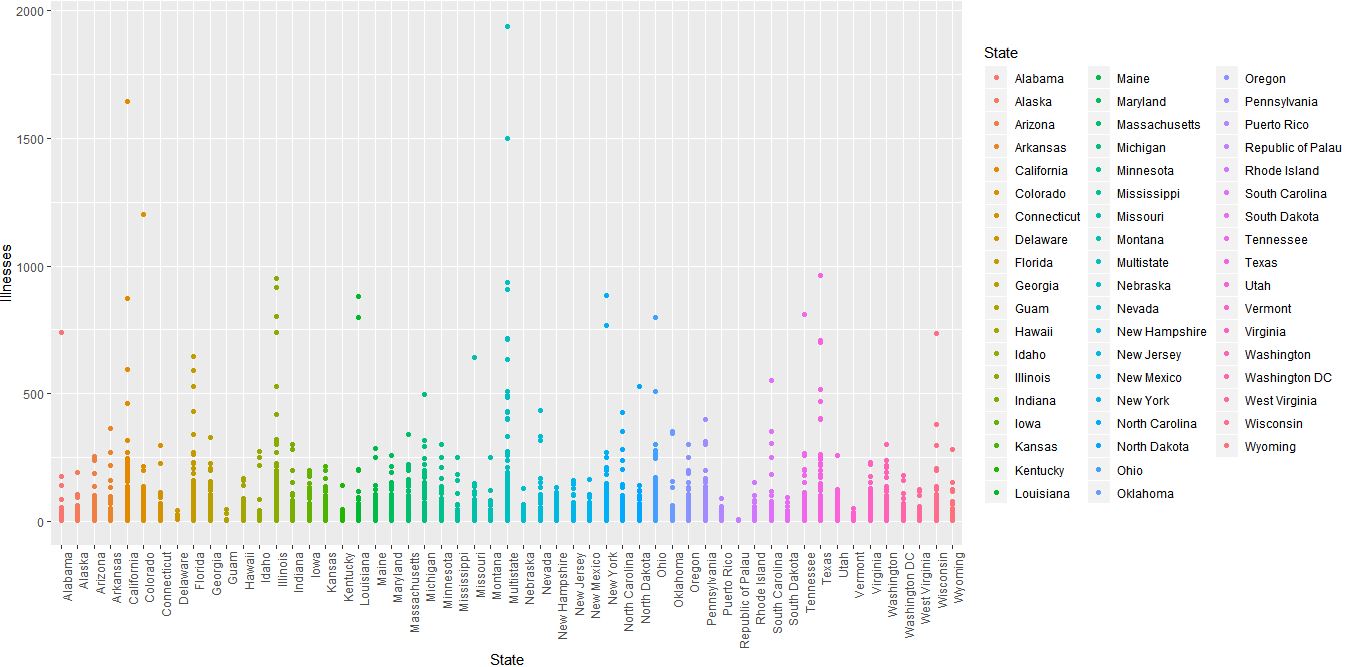 2000
1500
1000
500
0
Illnesses
Alabama
Alaska
Arizona
Arkansas
California
Colorado
Connecticut
Delaware
Florida
Georgia
Guam
Hawaii
Idaho
Illinois
Indiana
Iowa
Kansas
Kentucky
Louisiana
Maine
Maryland
Massachusetts
Michigan
Minnesota
Mississippi
Missouri
Montana
Multistate
Nebraska
Nevada
New Hampshire
New Jersey
New Mexico
New York
North Carolina
North Dakota
Ohio
Oklahoma
Oregon
Pennsylvania
Puerto Rico
Republic of Palau
Rhode Island
South Carolina
South Dakota
Tennessee
Texas
Utah
Vermont
Virginia
Washington
Washington DC
West Virginia
Wisconsin
Wyoming
State
State
Alabama
Alaska
Arizona
Arkansas
California
Colorado
Connecticut
Delaware
Florida
Georgia
Guam
Hawaii
Idaho
Illinois
Indiana
Iowa
Kansas
Kentucky
Louisiana
Maine
Maryland
Massachusetts
Michigan
Minnesota
Mississippi
Missouri
Montana
Multistate
Nebraska
Nevada
New Hampshire
New Jersey
New Mexico
New York
North Carolina
North Dakota
Ohio
Oklahoma
Oregon
Pennsylvania
Puerto Rico
Republic of Palau
Rhode Island
South Carolina
South Dakota
Tennessee
Texas
Utah
Vermont
Virginia
Washington
Washington DC
West Virginia
Wisconsin
Wyoming